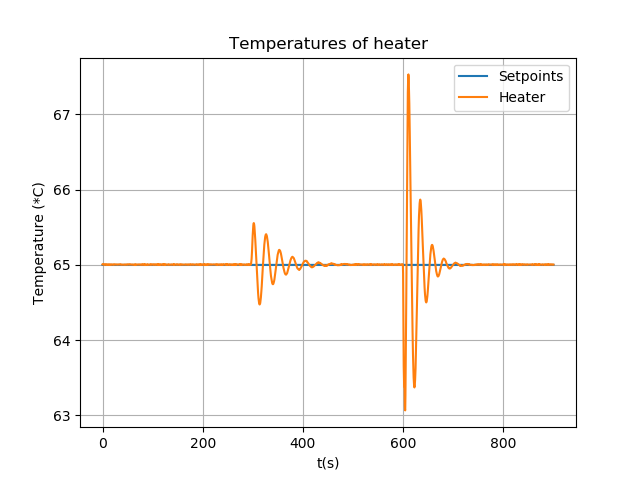 Temperatures of heater
Setpoints
Heater
67
66
65
64
63
Temperature (*C)
0 200 400 600 800
t(s)